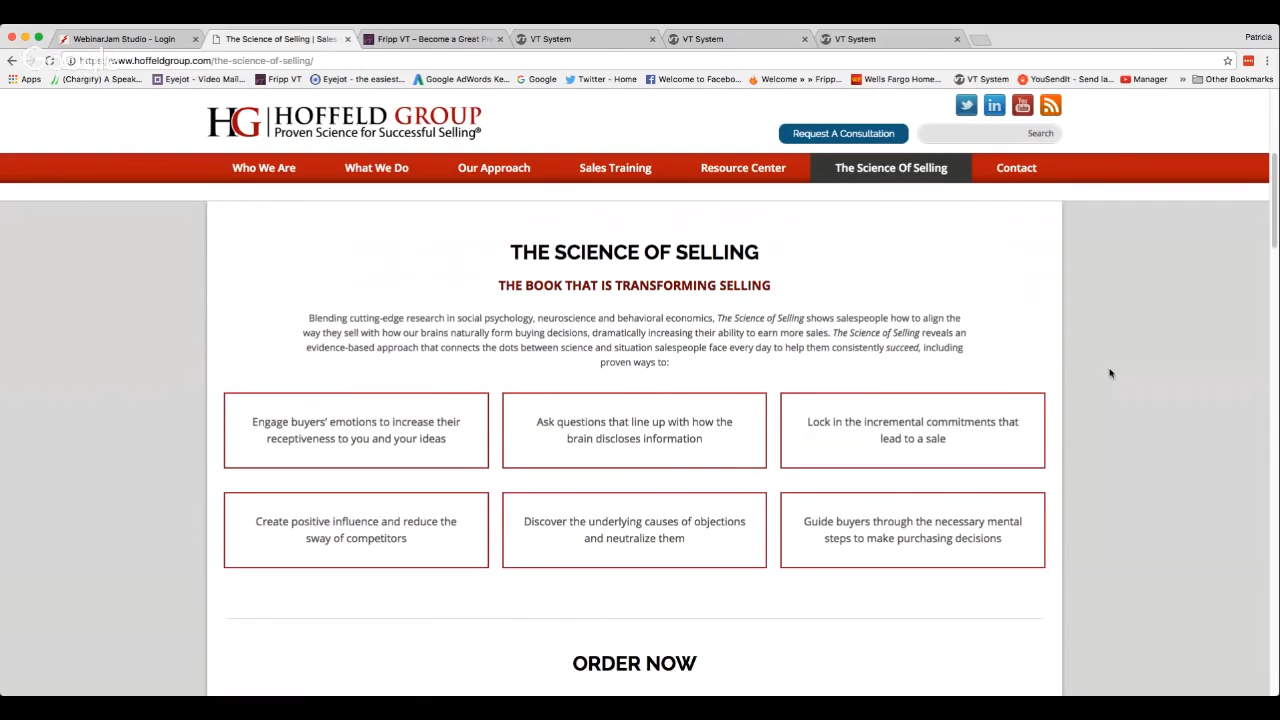 WebinarJam Studio - Login
The Science of Selling | Sales
Fripp VT – Become a Great Pre
VT System
VT System
VT System
Patricia
www.hoffeldgroup.com/the-science-of-selling/
Apps
(Chargify) A Speak...
Eyejot - Video Mail...
Fripp VT
Eyejot - the easiest...
Google AdWords Ke...
Google
Twitter - Home
Welcome to Facebo...
Welcome » » Fripp...
Wells Fargo Home...
VT System
YouSendIt - Send la...
Manager
»
Other Bookmarks
HG | HOFFELD GROUP
Proven Science for Successful Selling®
You Tube
Request A Consultation
Search
Who We Are
What We Do
Our Approach
Sales Training
Resource Center
The Science Of Selling
Contact
THE SCIENCE OF SELLING
THE BOOK THAT IS TRANSFORMING SELLING
Blending cutting-edge research in social psychology, neuroscience and behavioral economics, The Science of Selling shows salespeople how to align the
way they sell with how our brains naturally form buying decisions, dramatically increasing their ability to earn more sales. The Science of Selling reveals an
evidence-based approach that connects the dots between science and situation salespeople face every day to help them consistently succeed, including
proven ways to:
Engage buyers' emotions to increase their
receptiveness to you and your ideas
Ask questions that line up with how the
brain discloses information
Lock in the incremental commitments that
lead to a sale
Create positive influence and reduce the
sway of competitors
Discover the underlying causes of objections
and neutralize them
Guide buyers through the necessary mental
steps to make purchasing decisions
ORDER NOW